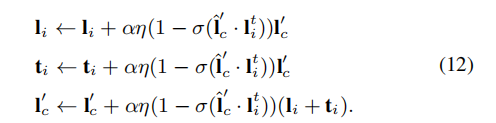 l_i ← l_i + αη(1 − σ(l̂′_c · l_i^t))l′_c
t_i ← t_i + αη(1 − σ(l̂′_c · l_i^t))l′_c (12)
l′_c ← l′_c + αη(1 − σ(l̂′_c · l_i^t))(l_i + t_i).